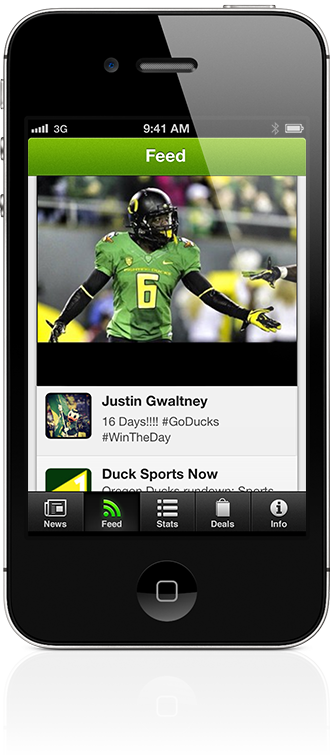 3G 9:41 AM
Feed
6
Justin Gwaltney
16 Days!!!! #GoDucks
#WinTheDay
Duck Sports Now
Oregon Ducks rundown: Sports
News Feed Stats Deals Info